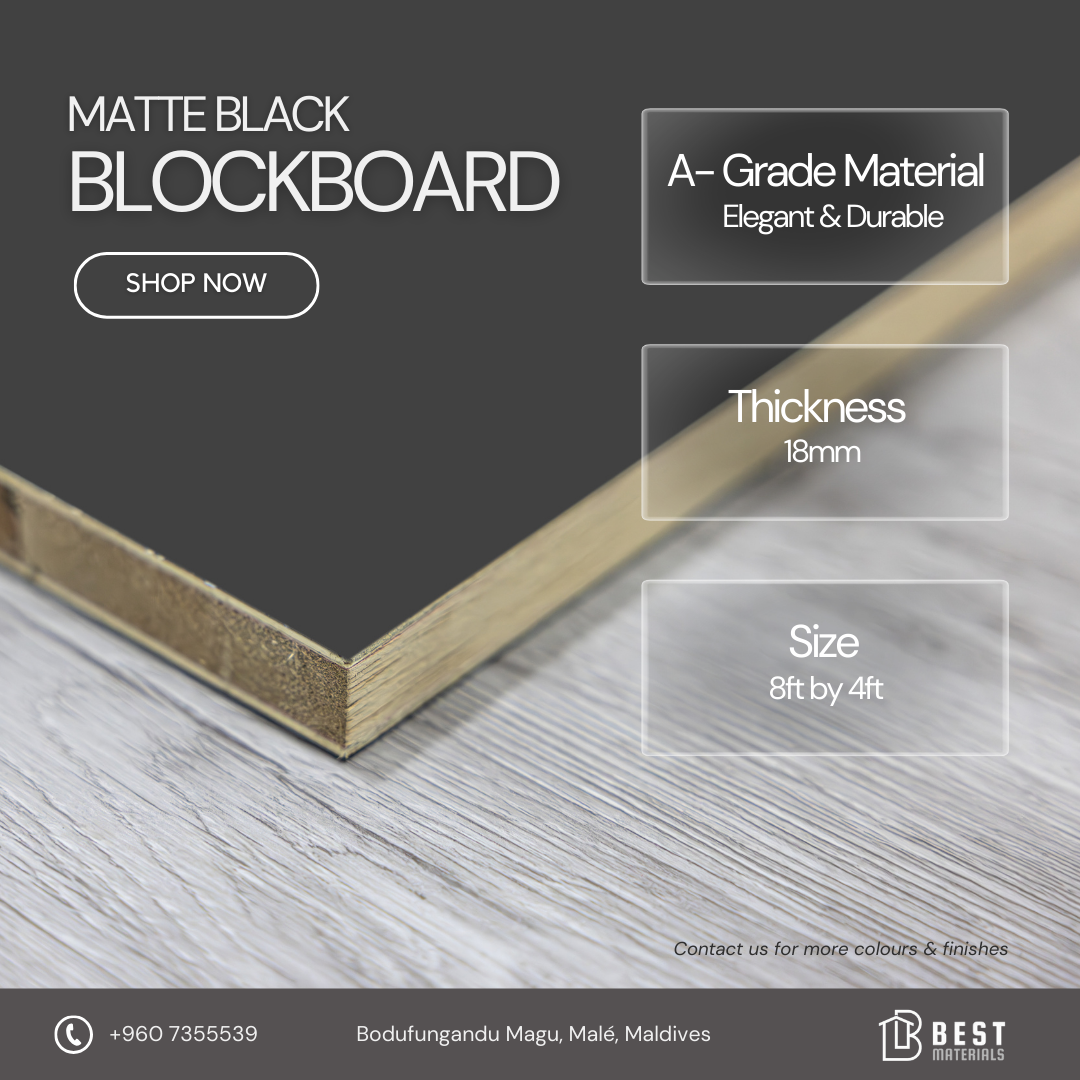 MATTE BLACK
BLOCKBOARD
SHOP NOW
A- Grade Material
Elegant & Durable
Thickness
18mm
Size
8ft by 4ft
Contact us for more colours & finishes
+960 7355539
Bodufungandu Magu, Malé, Maldives
BEST
MATERIALS